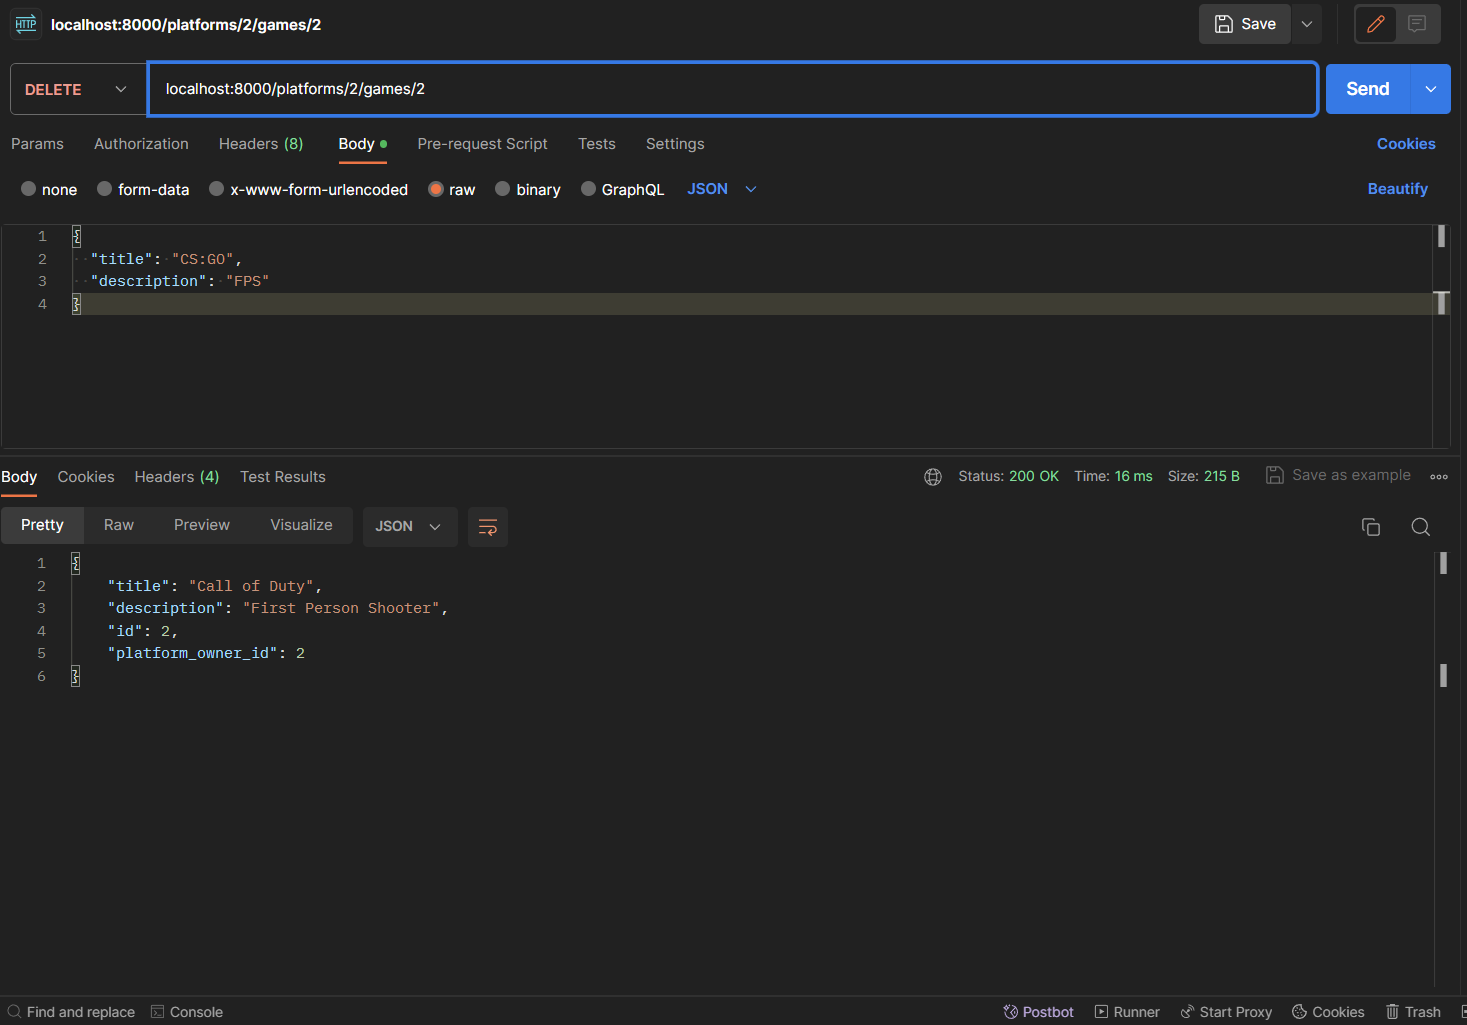 HTTP localhost:8000/platforms/2/games/2 Save
DELETE localhost:8000/platforms/2/games/2 Send
Params Authorization Headers (8) Body Pre-request Script Tests Settings Cookies
none form-data x-www-form-urlencoded raw binary GraphQL JSON Beautify
1 {
2 "title": "CS:GO",
3 "description": "FPS"
4 }
Body Cookies Headers (4) Test Results Status: 200 OK Time: 16 ms Size: 215 B Save as example
Pretty Raw Preview Visualize JSON
1 {
2 "title": "Call of Duty",
3 "description": "First Person Shooter",
4 "id": 2,
5 "platform_owner_id": 2
6 }
Find and replace Console Postbot Runner Start Proxy Cookies Trash